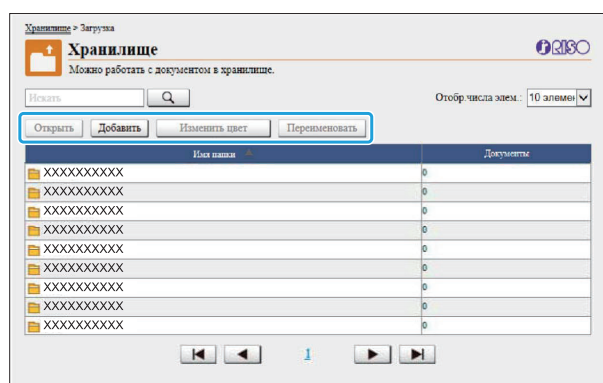 Хранилище > Загрузка
Хранилище
RISO
Можно работать с документом в хранилище.
Искать
Отобр.числа элем.: 10 элемен
Открыть Добавить Изменить цвет Переименовать
Имя папки Документы
XXXXXXXXXX 0
XXXXXXXXXX 0
XXXXXXXXXX 0
XXXXXXXXXX 0
XXXXXXXXXX 0
XXXXXXXXXX 0
XXXXXXXXXX 0
XXXXXXXXXX 0
XXXXXXXXXX 0
1